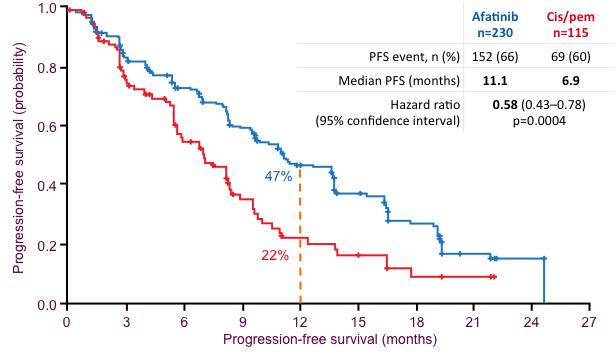 Afatinib Cis/pem
n=230 n=115
PFS event, n (%) 152 (66) 69 (60)
Median PFS (months) 11.1 6.9
Hazard ratio 0.58 (0.43–0.78)
(95% confidence interval) p=0.0004
Progression-free survival (probability)
1.0
0.8
0.6
0.4
0.2
0.0
47%
22%
0 3 6 9 12 15 18 21 24 27
Progression-free survival (months)